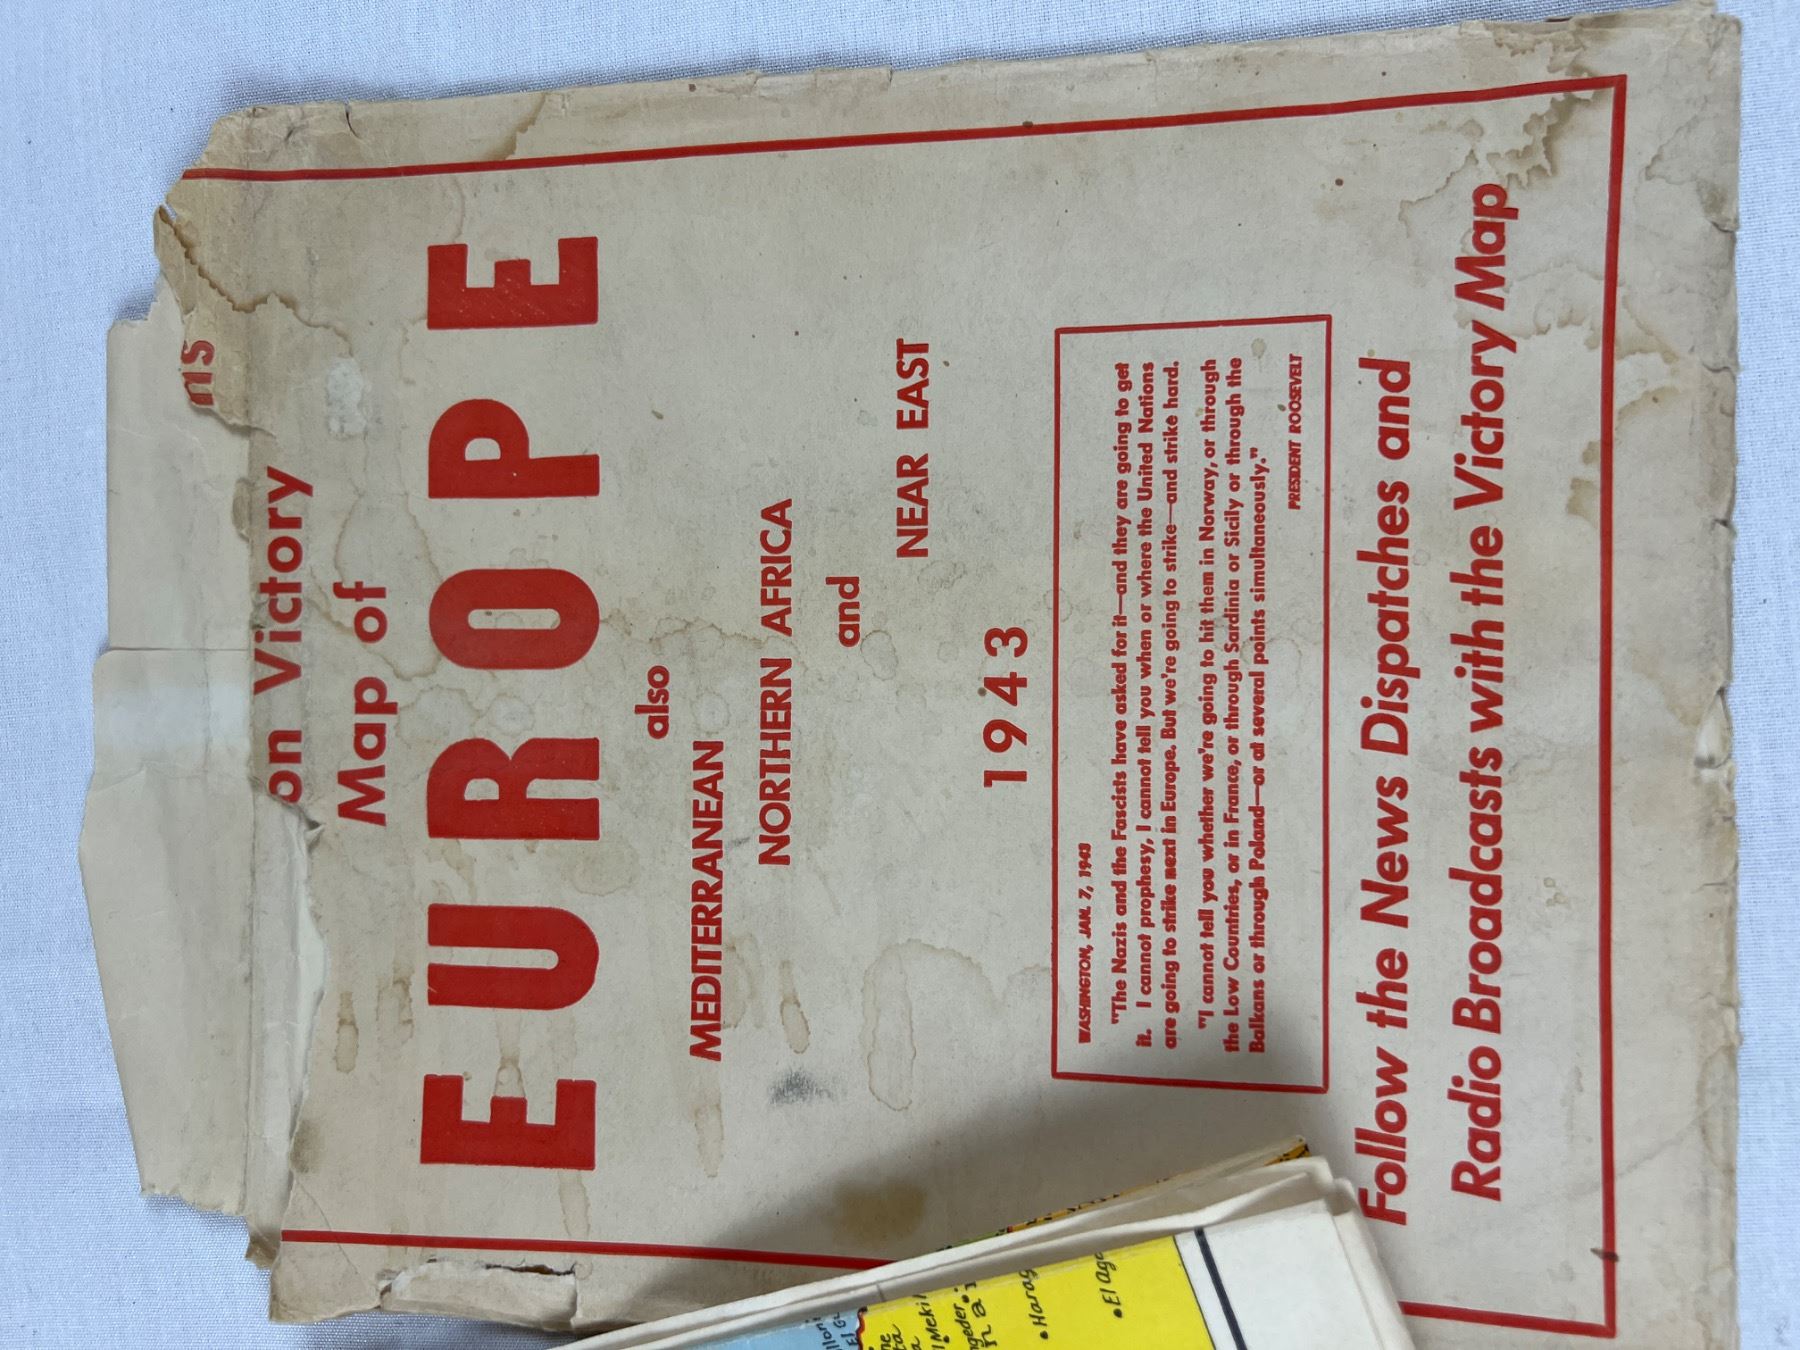 ms
on Victory
Map of
EUROPE
also
MEDITERRANEAN
NORTHERN AFRICA
and
NEAR EAST
1943
WASHINGTON, JAN. 7, 1943
"The Nazis and the Fascists have asked for it—and they are going to get
it. I cannot prophesy, I cannot tell you when or where the United Nations
are going to strike next in Europe. But we're going to strike—and strike hard.
"I cannot tell you whether we're going to hit them in Norway, or through
the Low Countries, or in France, or through Sardinia or Sicily or through the
Balkans or through Poland—or at several points simultaneously."
PRESIDENT ROOSEVELT
Follow the News Dispatches and
Radio Broadcasts with the Victory Map
Mekil
ngeder
Harag
El Ag